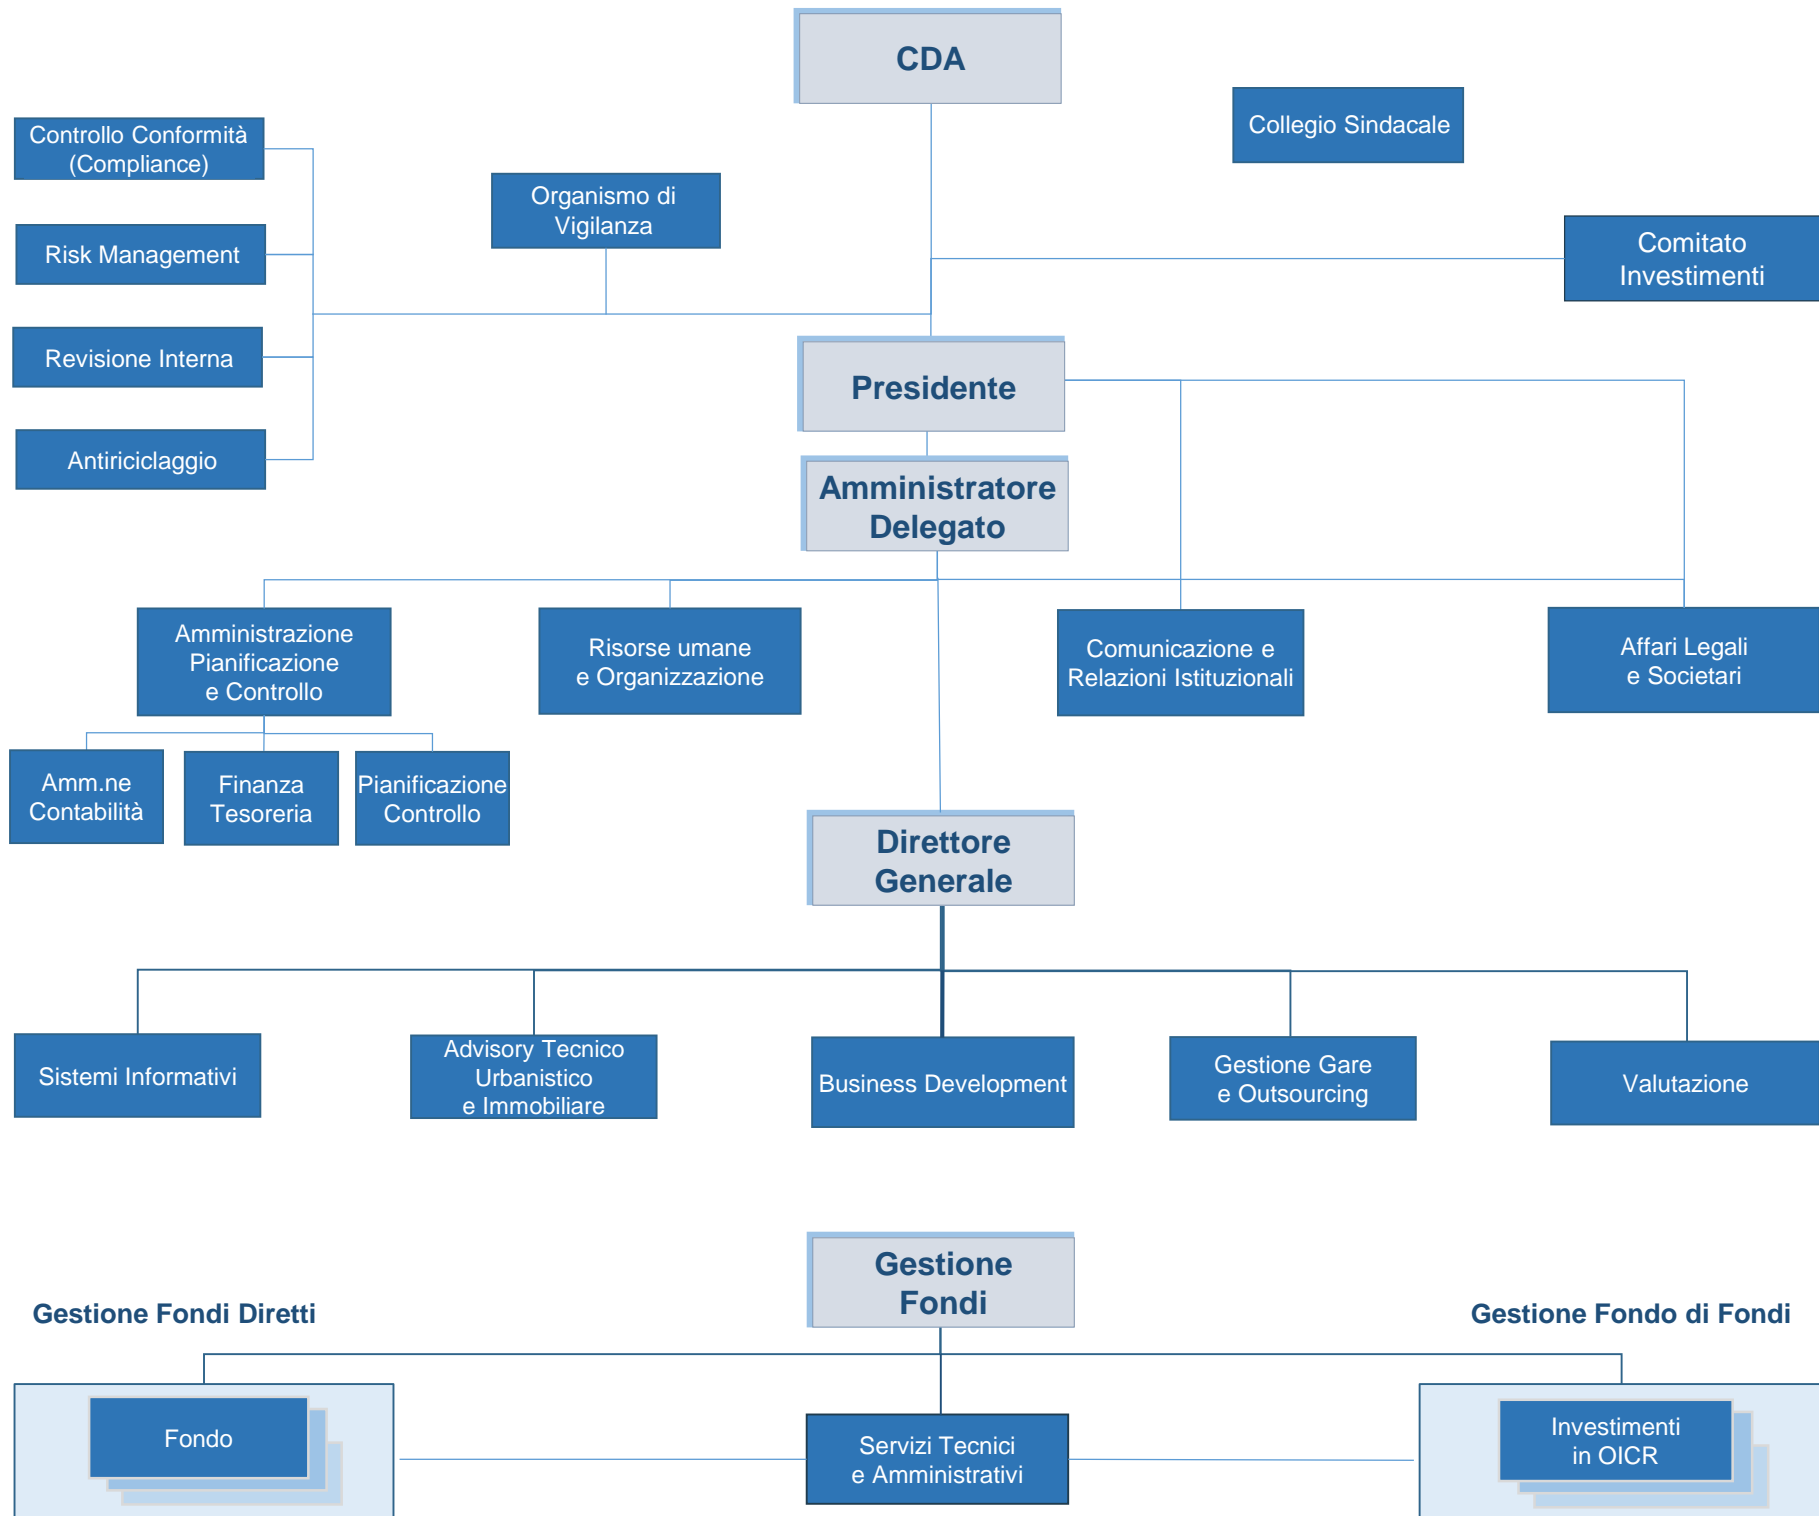 CDA
Collegio Sindacale
Controllo Conformità
(Compliance)
Organismo di
Vigilanza
Risk Management
Comitato
Investimenti
Revisione Interna
Presidente
Antiriciclaggio
Amministratore
Delegato
Amministrazione
Pianificazione
e Controllo
Risorse umane
e Organizzazione
Comunicazione e
Relazioni Istituzionali
Affari Legali
e Societari
Amm.ne
Contabilità
Finanza
Tesoreria
Pianificazione
Controllo
Direttore
Generale
Sistemi Informativi
Advisory Tecnico
Urbanistico
e Immobiliare
Business Development
Gestione Gare
e Outsourcing
Valutazione
Gestione
Fondi
Gestione Fondi Diretti
Gestione Fondo di Fondi
Fondo
Servizi Tecnici
e Amministrativi
Investimenti
in OICR